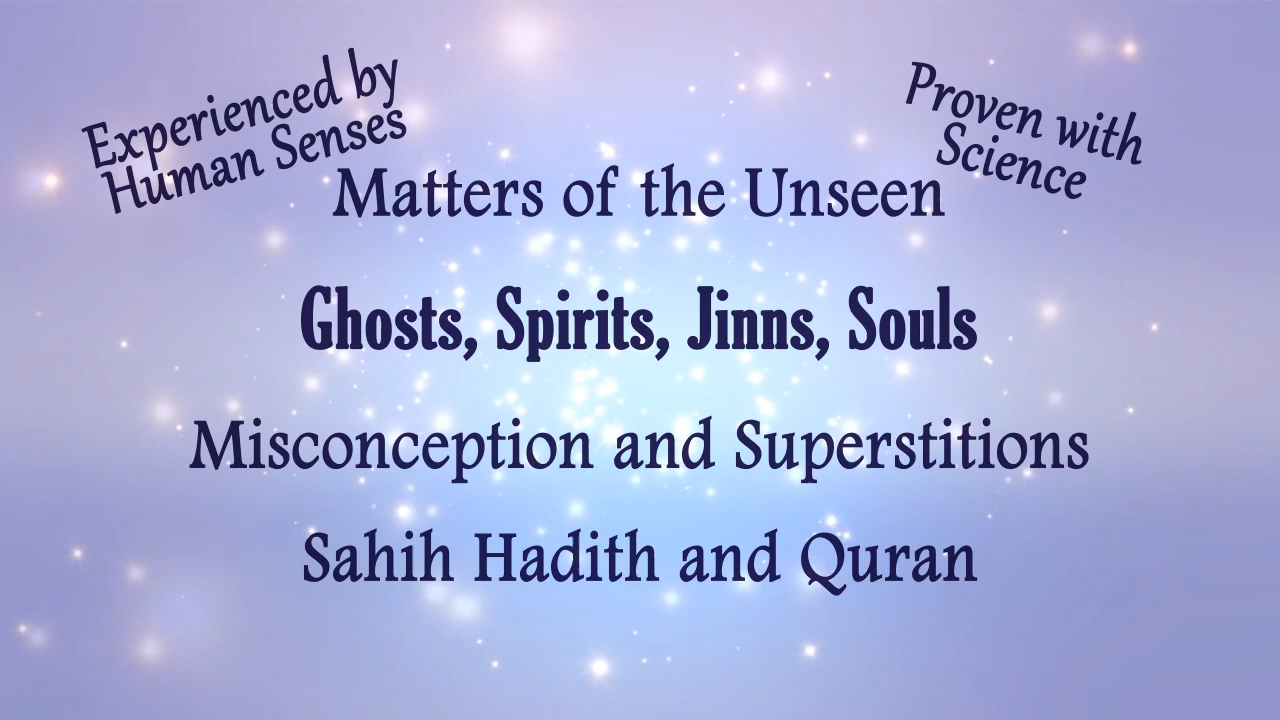 Experienced by
Human Senses
Proven with
Science
Matters of the Unseen
Ghosts, Spirits, Jinns, Souls
Misconception and Superstitions
Sahih Hadith and Quran